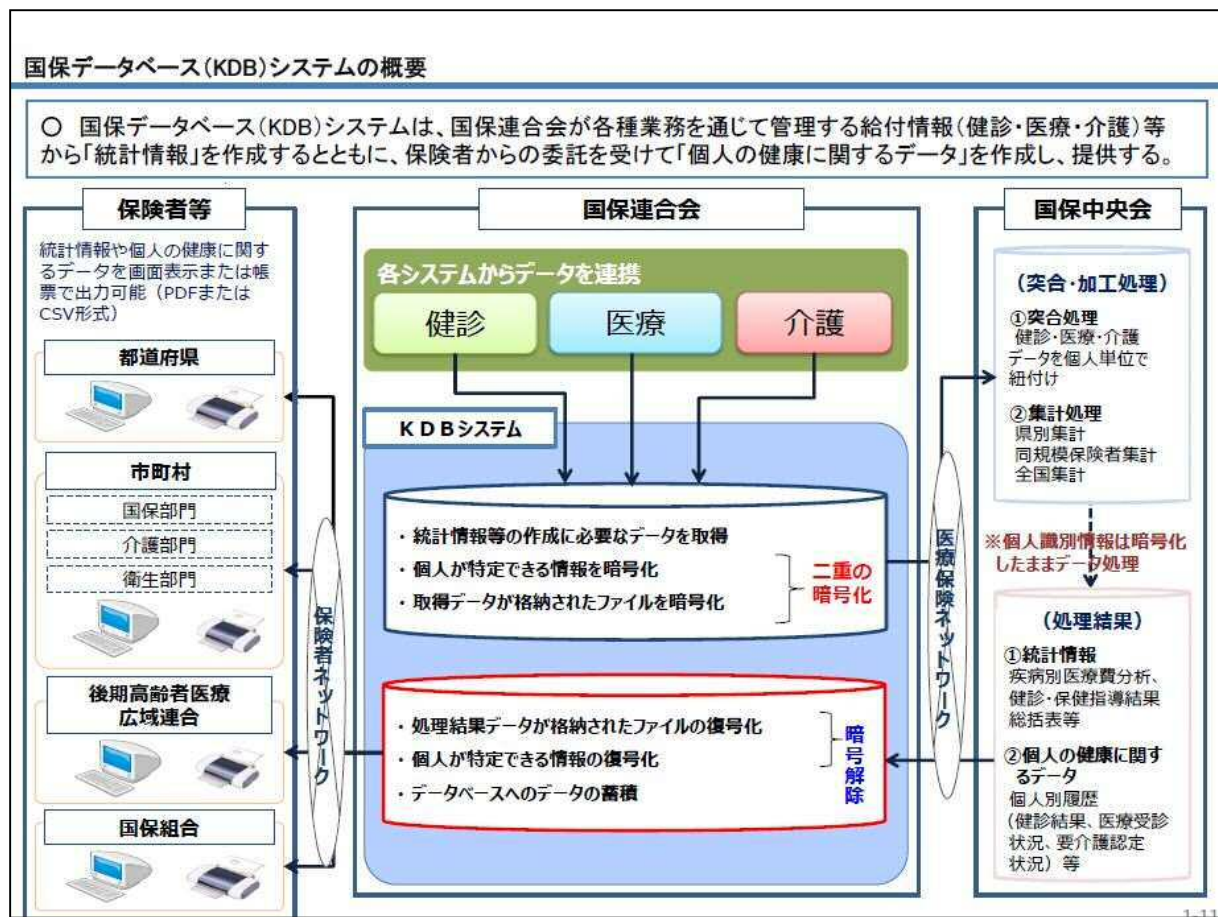 国保データベース(KDB)システムの概要
○ 国保データベース(KDB)システムは、国保連合会が各種業務を通じて管理する給付情報(健診・医療・介護)等
から「統計情報」を作成するとともに、保険者からの委託を受けて「個人の健康に関するデータ」を作成し、提供する。
保険者等
統計情報や個人の健康に関す
るデータを画面表示または帳
票で出力可能（PDFまたは
CSV形式）
都道府県
市町村
国保部門
介護部門
衛生部門
後期高齢者医療
広域連合
国保組合
保険者ネットワーク
国保連合会
各システムからデータを連携
健診
医療
介護
ＫＤＢシステム
・統計情報等の作成に必要なデータを取得
・個人が特定できる情報を暗号化
・取得データが格納されたファイルを暗号化
二重の
暗号化
・処理結果データが格納されたファイルの復号化
・個人が特定できる情報の復号化
・データベースへのデータの蓄積
暗号解除
医療保険ネットワーク
国保中央会
（突合・加工処理）
①突合処理
健診・医療・介護
データを個人単位で
紐付け
②集計処理
県別集計
同規模保険者集計
全国集計
※個人識別情報は暗号化
したままデータ処理
（処理結果）
①統計情報
疾病別医療費分析、
健診・保健指導結果
総括表等
②個人の健康に関す
るデータ
個人別履歴
（健診結果、医療受診
状況、要介護認定
状況）等
1-11